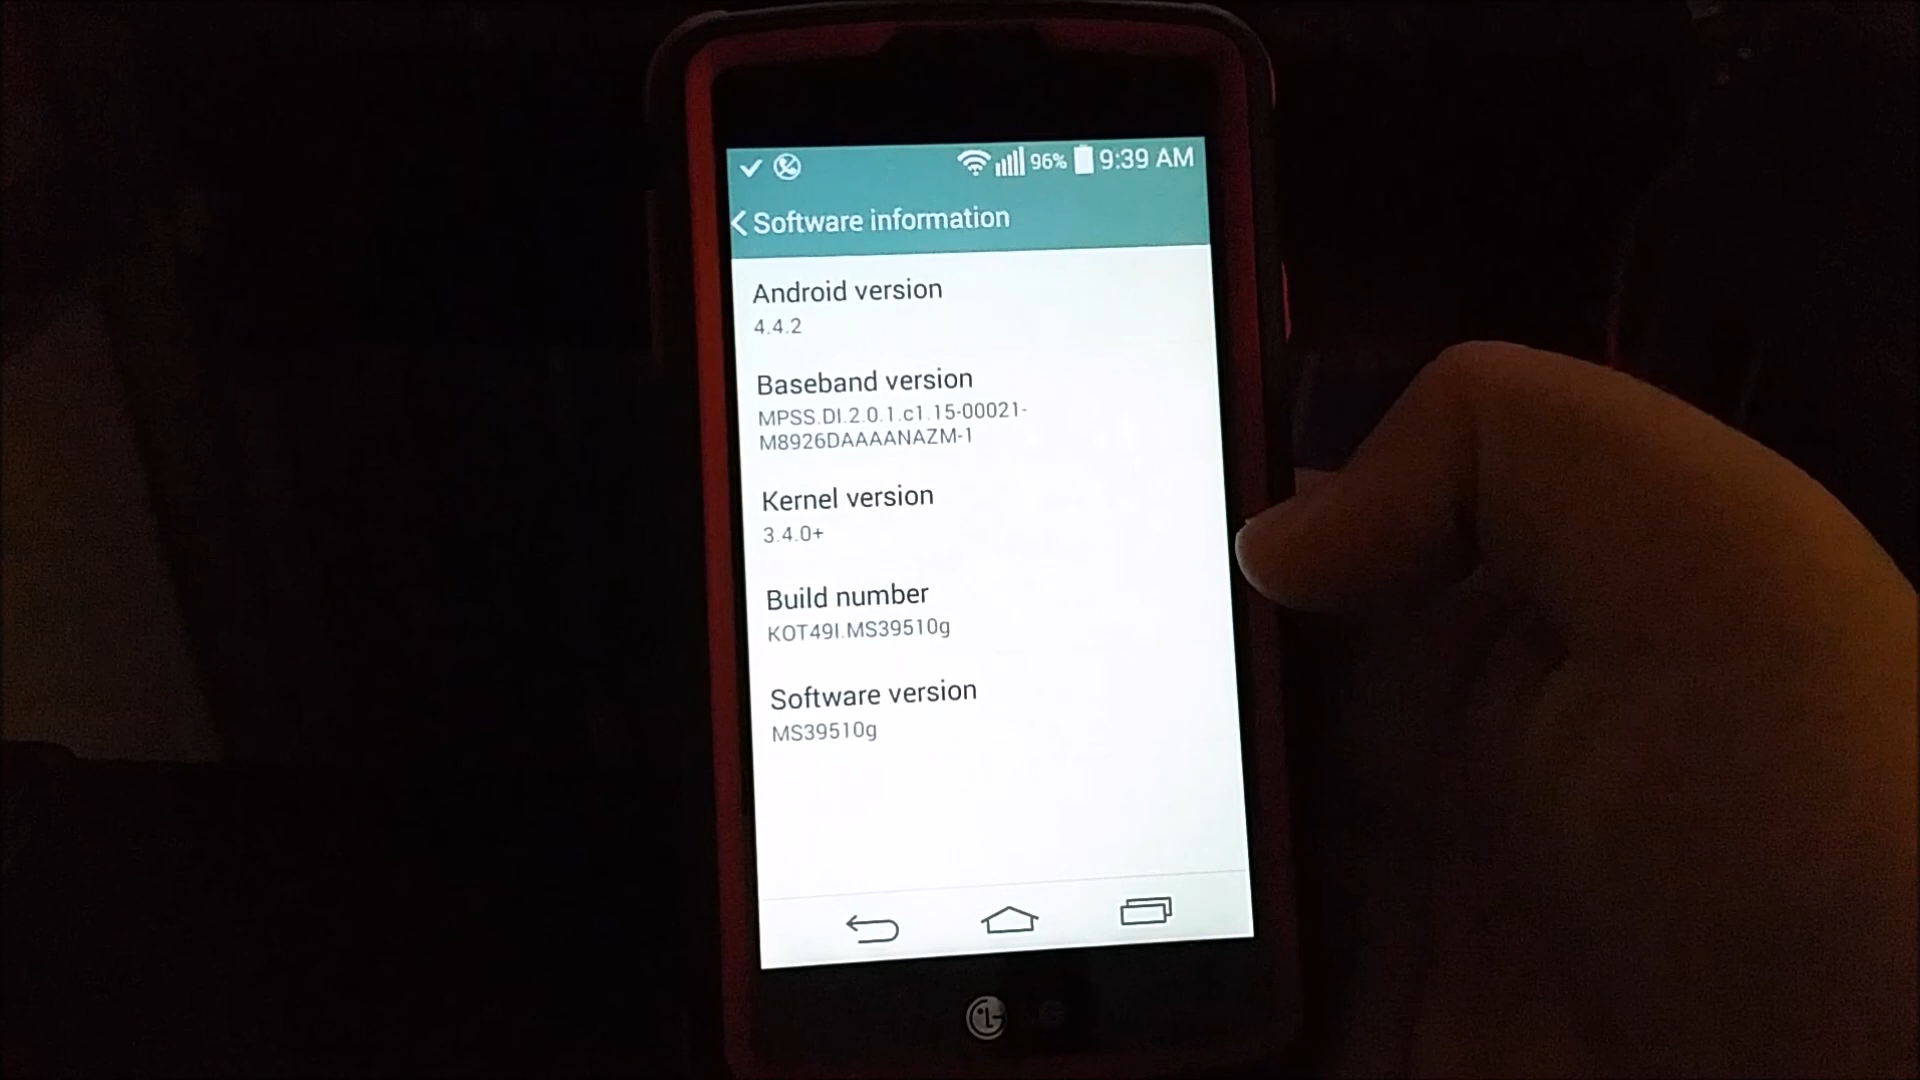 96% 9:39 AM
Software information
Android version
4.4.2
Baseband version
MPSS.DI.2.0.1.c1.15-00021-
M8926DAAAANAZM-1
Kernel version
3.4.0+
Build number
KOT49I.MS39510g
Software version
MS39510g
LG